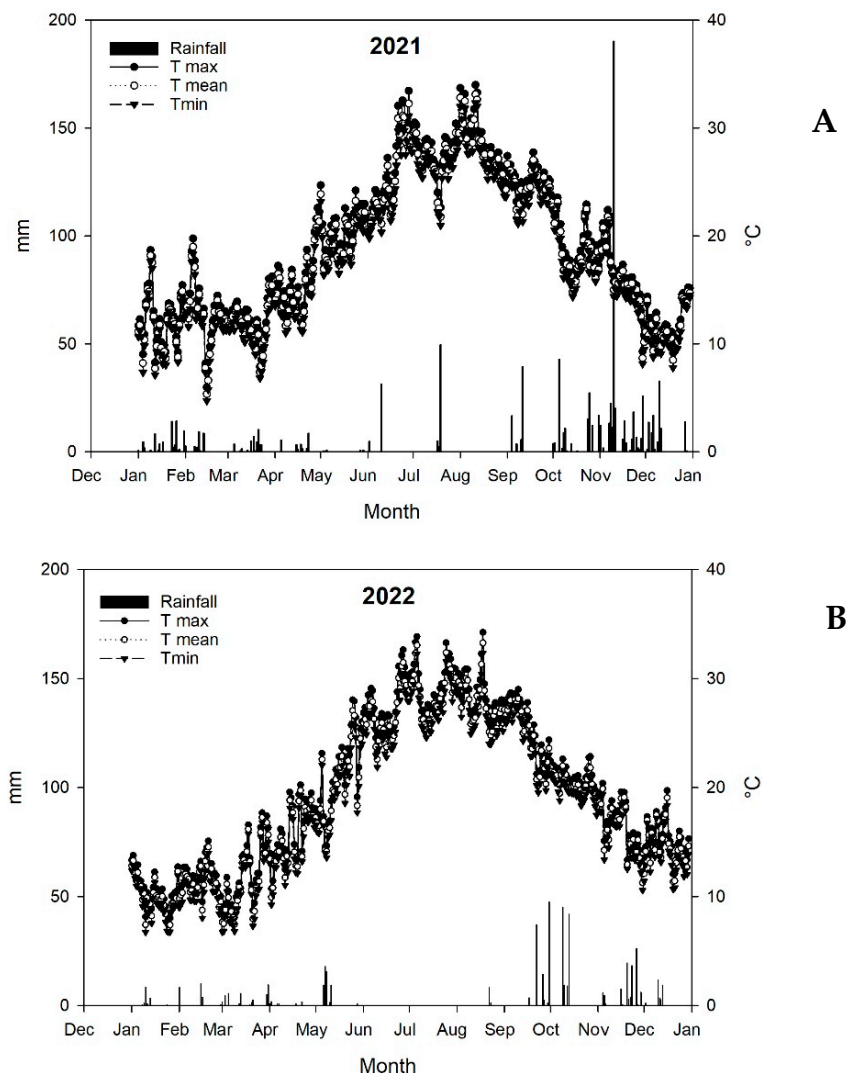 2021
A
Rainfall
T max
T mean
Tmin
200
150
100
50
0
mm
40
30
20
10
0
°C
Dec Jan Feb Mar Apr May Jun Jul Aug Sep Oct Nov Dec Jan
Month
2022
B
Rainfall
T max
T mean
Tmin
200
150
100
50
0
mm
40
30
20
10
0
°C
Dec Jan Feb Mar Apr May Jun Jul Aug Sep Oct Nov Dec Jan
Month